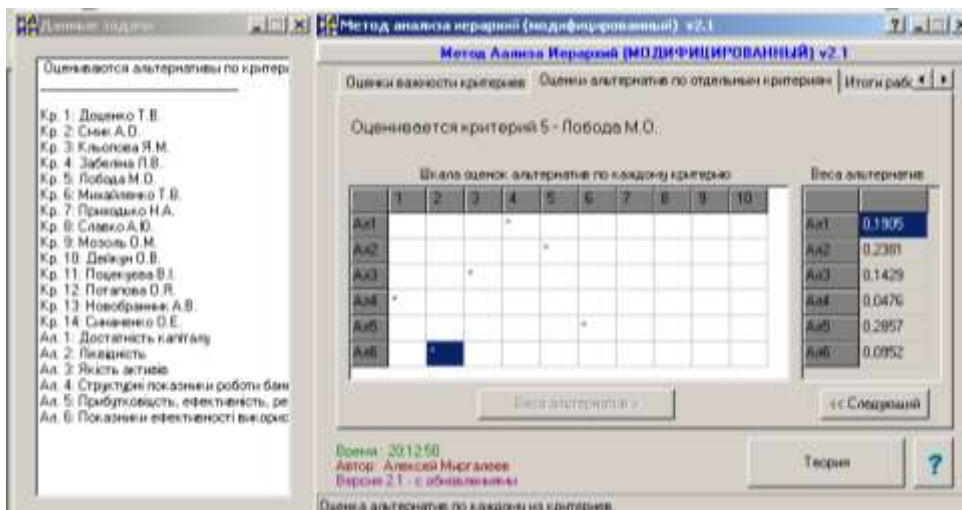 Данные задачи
Оцениваются альтернативы по критери
Кр. 1: Доценко Т.В.
Кр. 2: А.О.
Кр. 3: Кльопова Я.М.
Кр. 4: Забеліна Л.В.
Кр. 5: Лобода М.О.
Кр. 6: Михайленко Т.В.
Кр. 7: Приходько Н.А.
Кр. 8: Славко А.Ю.
Кр. 9: Мозоль О.М.
Кр. 10: Дейкун О.В.
Кр. 11: В.І.
Кр. 12: Потапова О.Я.
Кр. 13: А.В.
Кр. 14: О.Е.
Ал. 1: Достатність капіталу
Ал. 2: Ліквідність
Ал. 3: Якість активів
Ал. 4: Структурні показники роботи бан
Ал. 5: Прибутковість, ефективність, ре
Ал. 6: Показники ефективності викорис
Метод анализа иерархий (модифицированный) v2.1
Метод Аализа Иерархий (МОДИФИЦИРОВАННЫЙ) v2.1
Оценки важности критериев Оценки альтернатив по отдельным критериям Итоги рабо
Оценивается критерий 5 - Лобода М.О.
Шкала оценок альтернатив по каждому критерию
1 2 3 4 5 6 7 8 9 10
Ал1 *
Ал2 *
Ал3 *
Ал4 *
Ал5 *
Ал6 *
Веса альтернатив
Ал1 0.1905
Ал2 0.2381
Ал3 0.1429
Ал4 0.0476
Ал5 0.2857
Ал6 0.0952
Веса альтернатив >
<< Следующий
Время : 20:12:50
Автор: Алексей Миргалеев
Версия 2.1 - с обновлениями
Теория
?
Оценка альтернатив по каждому из критериев